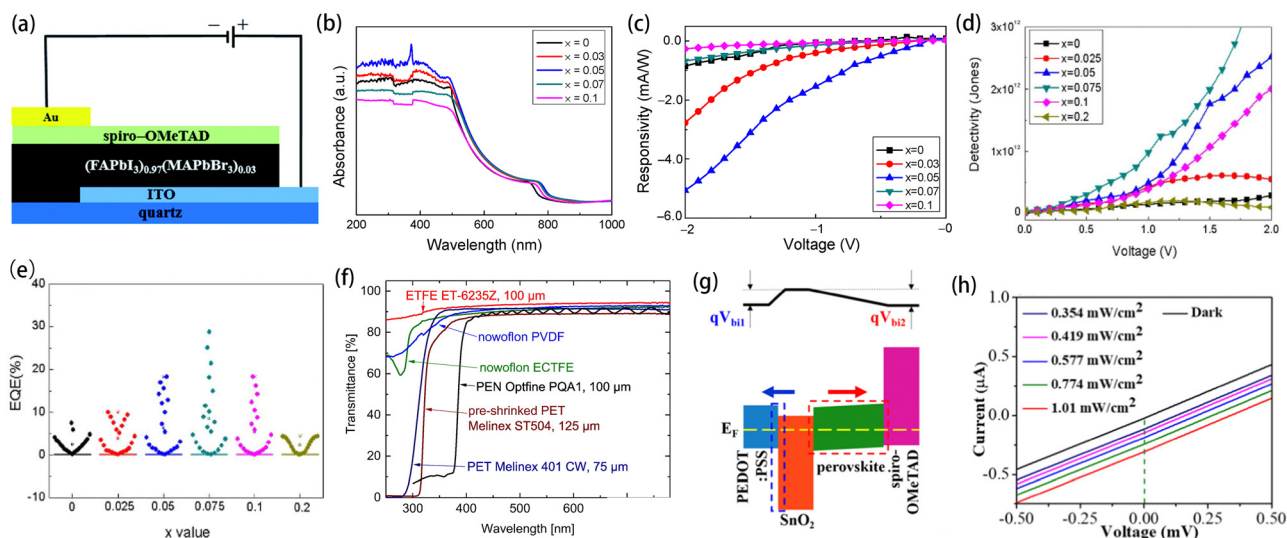 (a)
− +
Au
spiro–OMeTAD
(FAPbI3)0.97(MAPbBr3)0.03
ITO
quartz
(b)
Absorbance (a.u.)
x = 0
x = 0.03
x = 0.05
x = 0.07
x = 0.1
200 400 600 800 1000
Wavelength (nm)
(c)
Responsivity (mA/W)
0.0
−2.0
−4.0
−6.0
x=0
x=0.03
x=0.05
x=0.07
x=0.1
−2 −1 −0
Voltage (V)
(d)
Detectivity (Jones)
3x10^12
2x10^12
1x10^12
0
x=0
x=0.025
x=0.05
x=0.075
x=0.1
x=0.2
0.0 0.5 1.0 1.5 2.0
Voltage (V)
(e)
EQE(%)
40
30
20
10
0
−10
0 0.025 0.05 0.075 0.1 0.2
x value
(f)
Transmittance [%]
100
90
80
70
60
50
40
30
20
10
0
ETFE ET-6235Z, 100 μm
nowoflon PVDF
nowoflon ECTFE
PEN Optfine PQA1, 100 μm
pre-shrinked PET
Melinex ST504, 125 μm
PET Melinex 401 CW, 75 μm
300 400 500 600 700
Wavelength [nm]
(g)
qVbi1
qVbi2
EF
PEDOT
:PSS
SnO2
perovskite
spiro-
OMeTAD
(h)
Current (μA)
1.0
0.5
0.0
-0.5
0.354 mW/cm²
0.419 mW/cm²
0.577 mW/cm²
0.774 mW/cm²
1.01 mW/cm²
Dark
-0.50 -0.25 0.00 0.25 0.50
Voltage (mV)